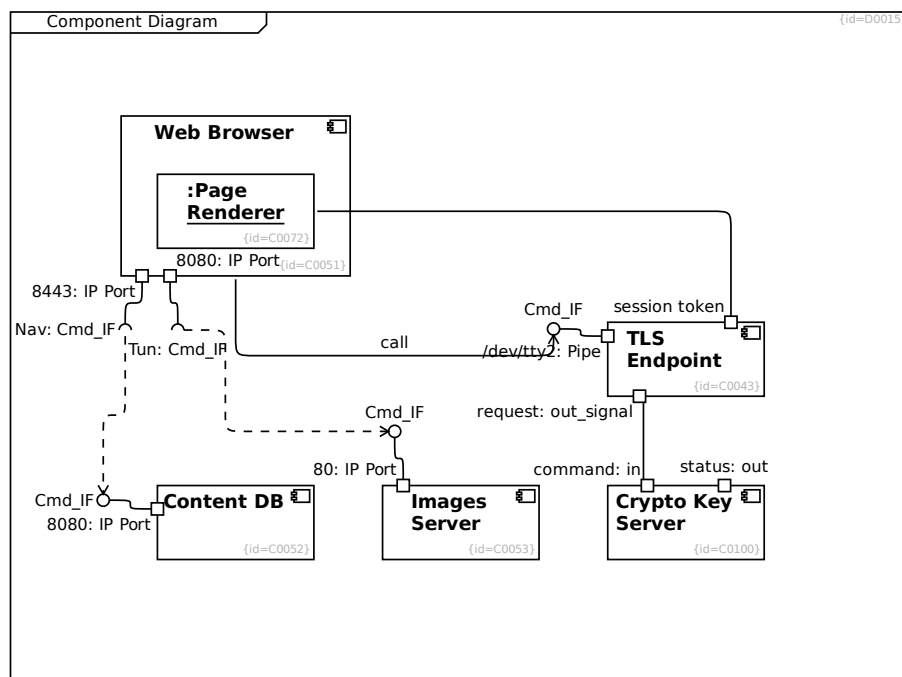 Component Diagram
{id=D0015
Web Browser
:Page
Renderer
{id=C0072}
8080: IP Port
{id=C0051}
8443: IP Port
Nav: Cmd_IF
Tun: Cmd_IF
call
Cmd_IF
session token
/dev/tty2: Pipe
TLS
Endpoint
{id=C0043}
Cmd_IF
request: out_signal
80: IP Port
command: in
status: out
Cmd_IF
8080: IP Port
Content DB
{id=C0052}
Images
Server
{id=C0053}
Crypto Key
Server
{id=C0100}